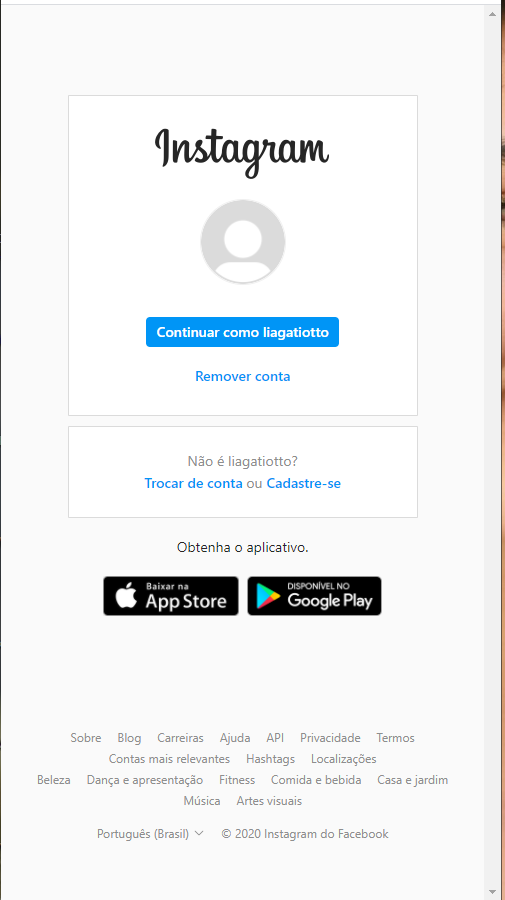 Instagram
Continuar como liagatiotto
Remover conta
Não é liagatiotto?
Trocar de conta ou Cadastre-se
Obtenha o aplicativo.
Baixar na
App Store
DISPONÍVEL NO
Google Play
Sobre Blog Carreiras Ajuda API Privacidade Termos
Contas mais relevantes Hashtags Localizações
Beleza Dança e apresentação Fitness Comida e bebida Casa e jardim
Música Artes visuais
Português (Brasil) © 2020 Instagram do Facebook